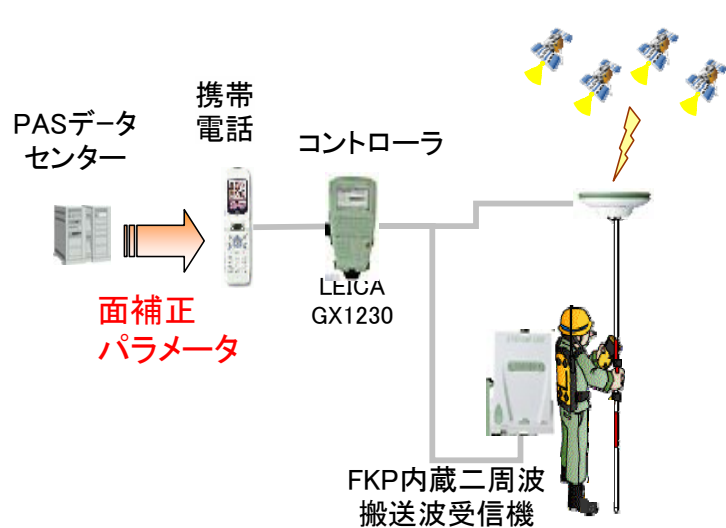 PASデータ
センター
携帯
電話
コントローラ
LEICA
GX1230
面補正
パラメータ
FKP内蔵二周波
搬送波受信機